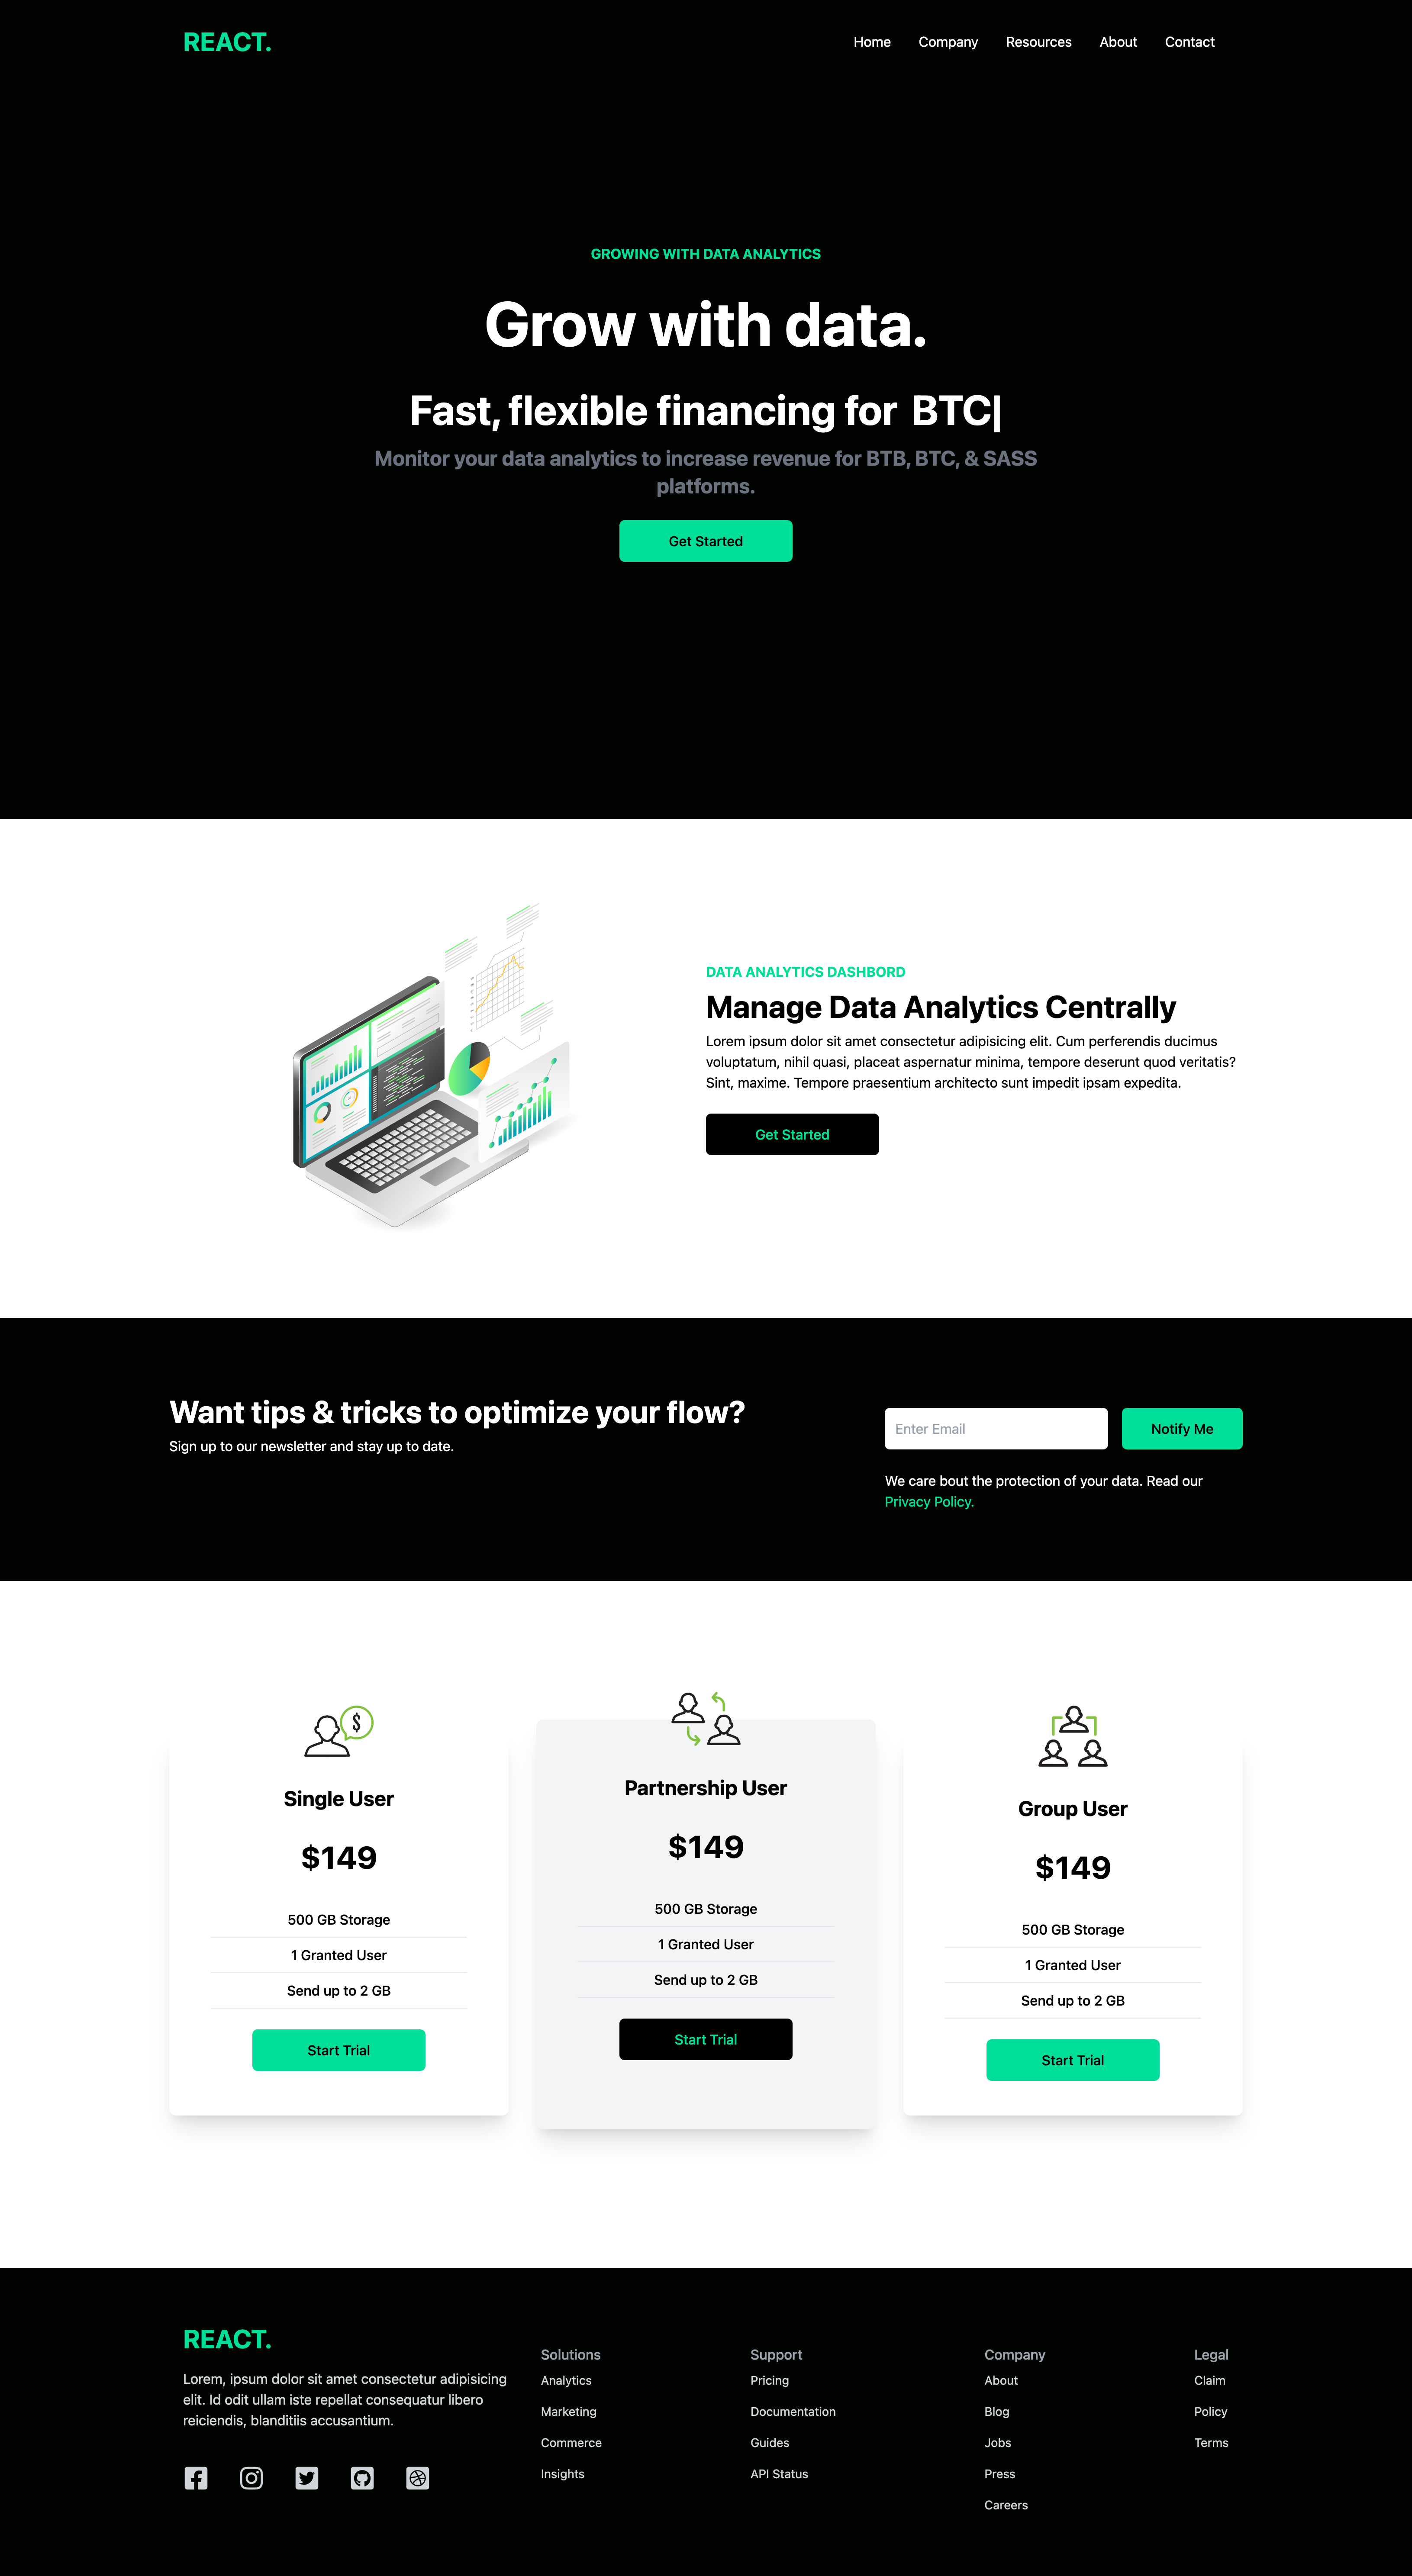 REACT.
Home Company Resources About Contact
GROWING WITH DATA ANALYTICS
Grow with data.
Fast, flexible financing for BTC|
Monitor your data analytics to increase revenue for BTB, BTC, & SASS
platforms.
Get Started
DATA ANALYTICS DASHBORD
Manage Data Analytics Centrally
Lorem ipsum dolor sit amet consectetur adipisicing elit. Cum perferendis ducimus
voluptatum, nihil quasi, placeat aspernatur minima, tempore deserunt quod veritatis?
Sint, maxime. Tempore praesentium architecto sunt impedit ipsam expedita.
Get Started
Want tips & tricks to optimize your flow?
Sign up to our newsletter and stay up to date.
Enter Email
Notify Me
We care bout the protection of your data. Read our
Privacy Policy.
$
Single User
$149
500 GB Storage
1 Granted User
Send up to 2 GB
Start Trial
Partnership User
$149
500 GB Storage
1 Granted User
Send up to 2 GB
Start Trial
Group User
$149
500 GB Storage
1 Granted User
Send up to 2 GB
Start Trial
REACT.
Lorem, ipsum dolor sit amet consectetur adipisicing
elit. Id odit ullam iste repellat consequatur libero
reiciendis, blanditiis accusantium.
Solutions
Analytics
Marketing
Commerce
Insights
Support
Pricing
Documentation
Guides
API Status
Company
About
Blog
Jobs
Press
Careers
Legal
Claim
Policy
Terms